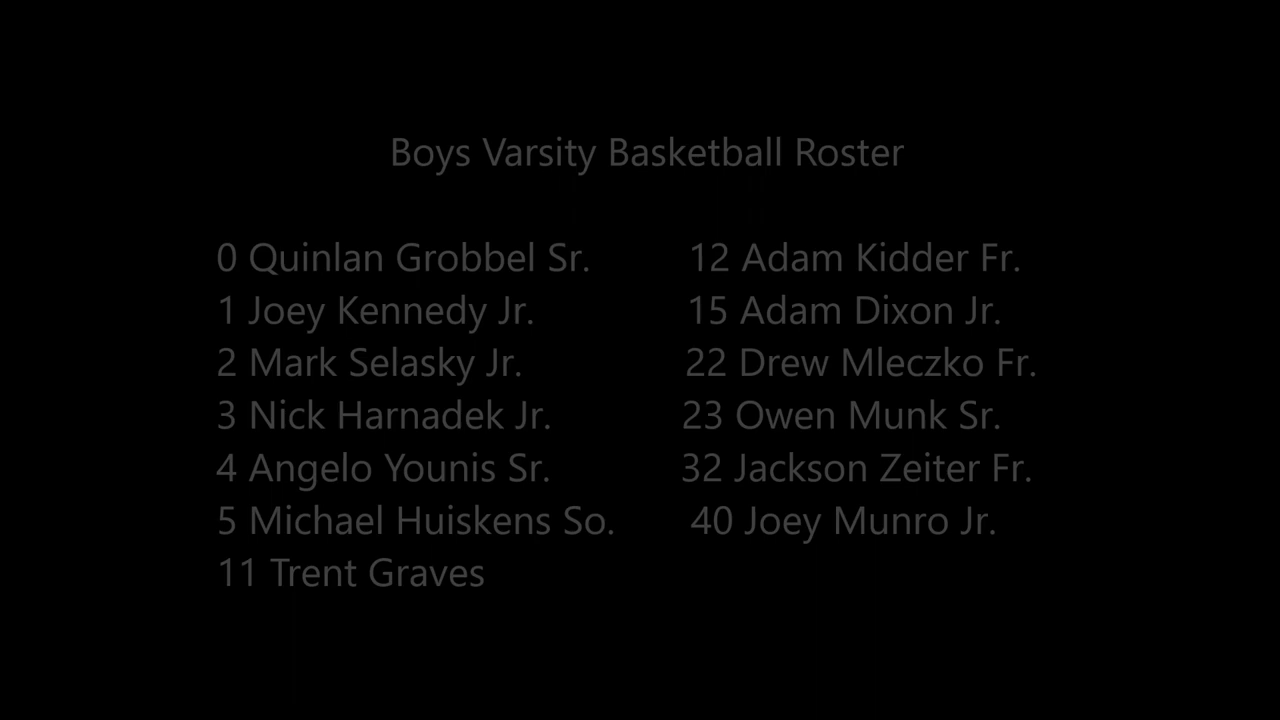 Boys Varsity Basketball Roster
0 Quinlan Grobbel Sr.
1 Joey Kennedy Jr.
2 Mark Selasky Jr.
3 Nick Harnadek Jr.
4 Angelo Younis Sr.
5 Michael Huiskens So.
11 Trent Graves
12 Adam Kidder Fr.
15 Adam Dixon Jr.
22 Drew Mleczko Fr.
23 Owen Munk Sr.
32 Jackson Zeiter Fr.
40 Joey Munro Jr.